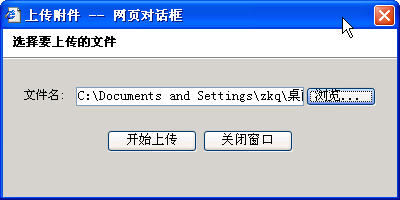 上传附件 -- 网页对话框
选择要上传的文件
文件名: C:\Documents and Settings\zkq\桌 浏览...
开始上传 关闭窗口